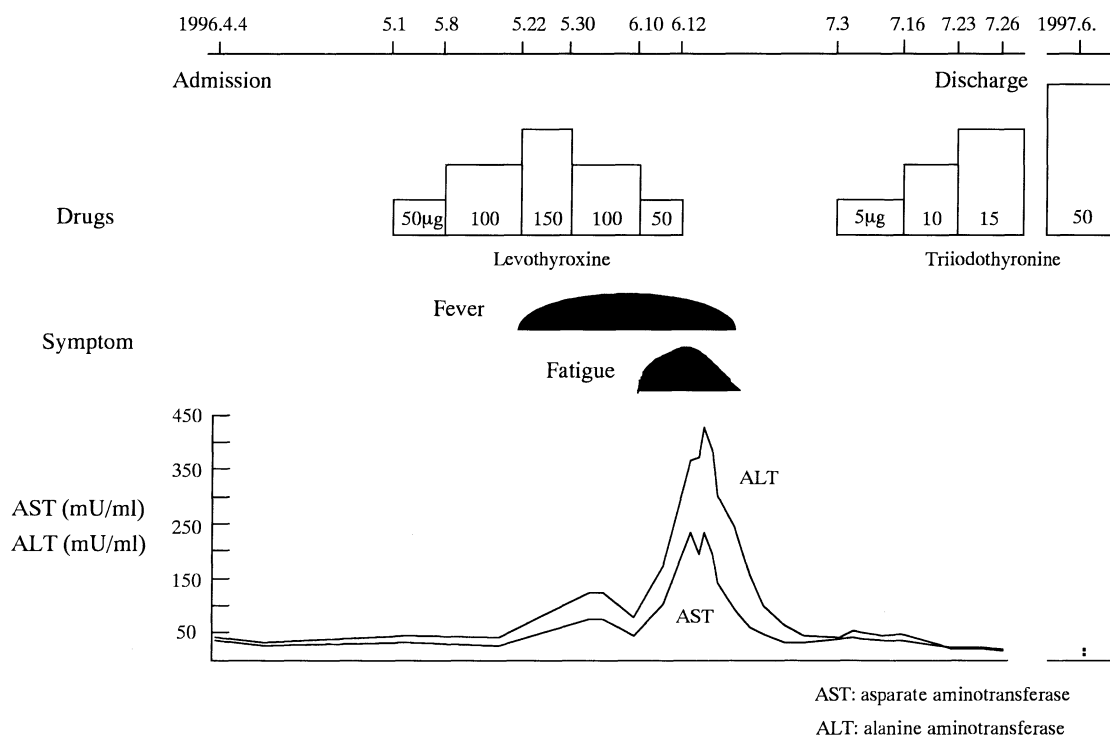 1996.4.4 5.1 5.8 5.22 5.30 6.10 6.12 7.3 7.16 7.23 7.26 1997.6.
Admission Discharge
Drugs 50μg 100 150 100 50 5μg 10 15 50
Levothyroxine Triiodothyronine
Fever
Symptom
Fatigue
450
350
ALT
AST (mU/ml)
250
ALT (mU/ml)
150
AST
50
AST: asparate aminotransferase
ALT: alanine aminotransferase